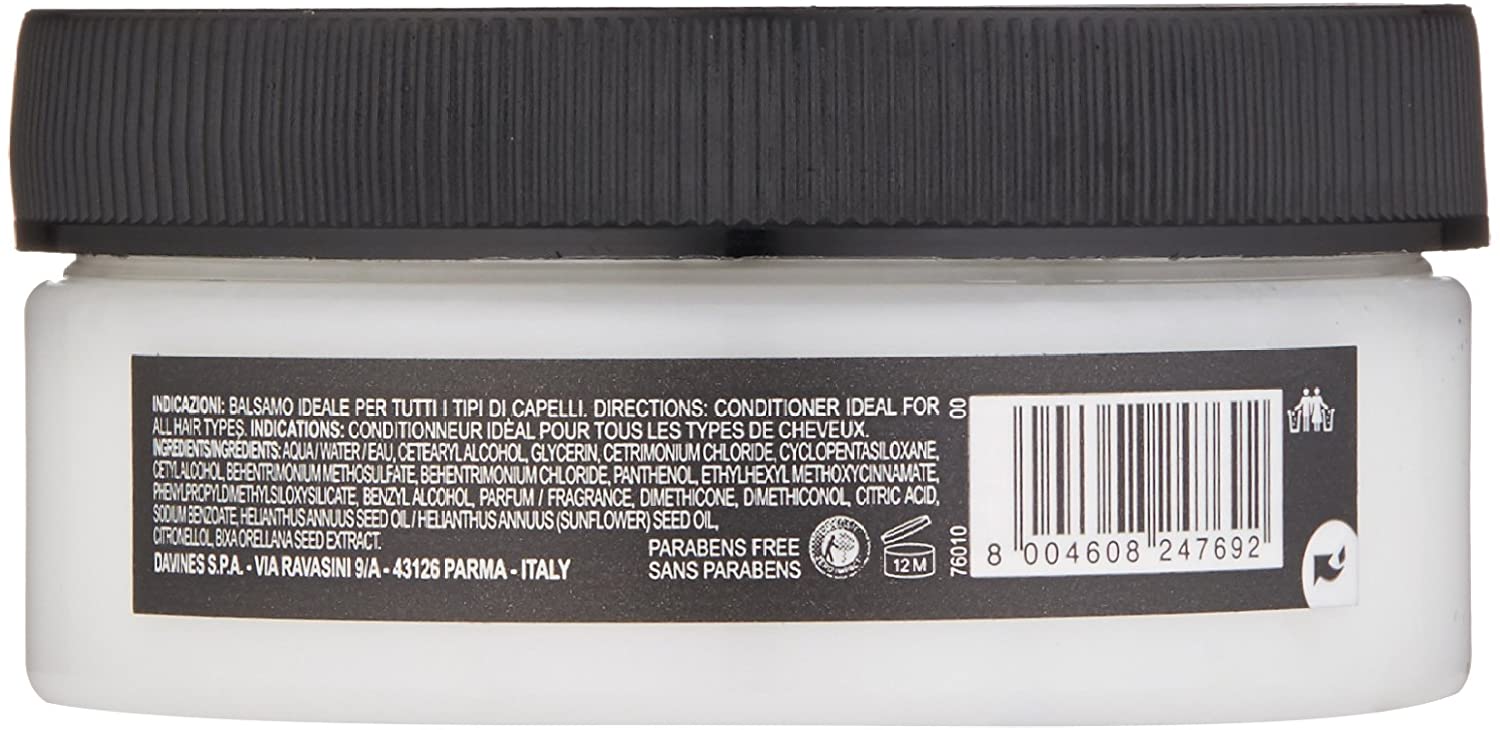 INDICAZIONI: BALSAMO IDEALE PER TUTTI I TIPI DI CAPELLI. DIRECTIONS: CONDITIONER IDEAL FOR
ALL HAIR TYPES. INDICATIONS: CONDITIONNEUR IDÉAL POUR TOUS LES TYPES DE CHEVEUX.
INGREDIENTS/INGRÉDIENTS: AQUA / WATER / EAU, CETEARYL ALCOHOL, GLYCERIN, CETRIMONIUM CHLORIDE, CYCLOPENTASILOXANE,
CETYL ALCOHOL, BEHENTRIMONIUM METHOSULFATE, BEHENTRIMONIUM CHLORIDE, PANTHENOL, ETHYLHEXYL METHOXYCINNAMATE,
PHENYLPROPYLDIMETHYLSILOXYSILICATE, BENZYL ALCOHOL, PARFUM / FRAGRANCE, DIMETHICONE, DIMETHICONOL, CITRIC ACID,
SODIUM BENZOATE, HELIANTHUS ANNUUS SEED OIL / HELIANTHUS ANNUUS (SUNFLOWER) SEED OIL,
CITRONELLOL, BIXA ORELLANA SEED EXTRACT.
DAVINES S.P.A. - VIA RAVASINI 9/A - 43126 PARMA - ITALY
PARABENS FREE
SANS PARABENS
12 M
76010 00
8 004608 247692